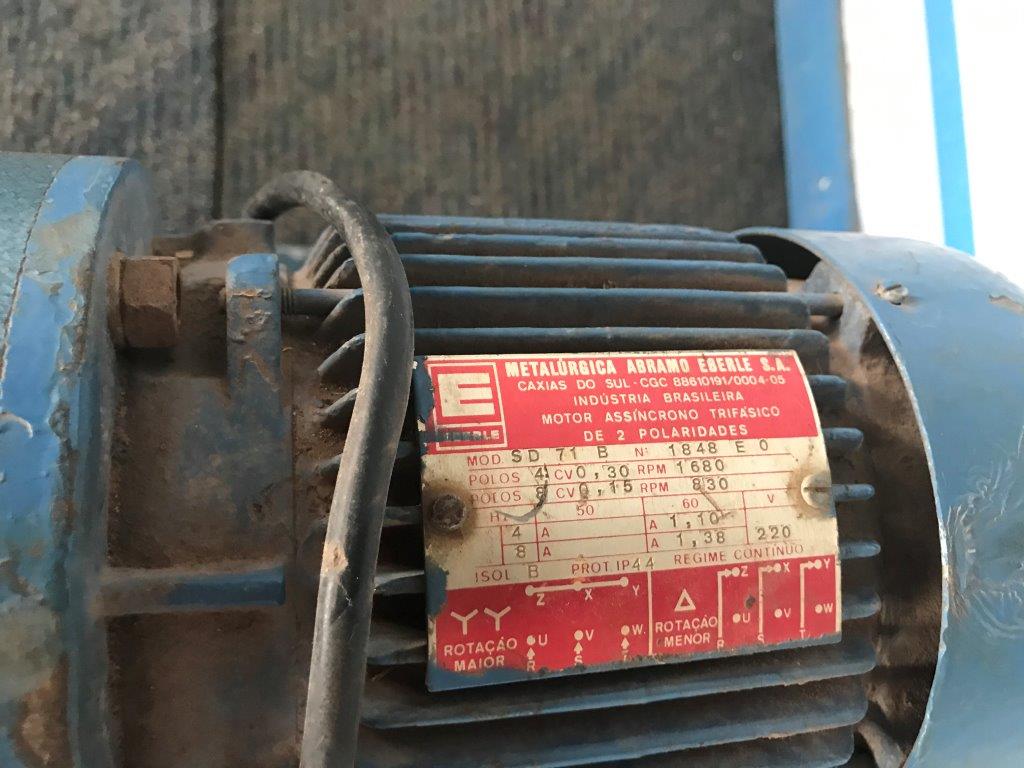 METALÚRGICA ABRAMO EBERLE S.A.
CAXIAS DO SUL - CGC 88610191/0004-05
INDÚSTRIA BRASILEIRA
MOTOR ASSÍNCRONO TRIFÁSICO
DE 2 POLARIDADES
E
MOD SD 71 B Nº 1848 E 0
POLOS 4 CV 0,30 RPM 1680
POLOS 8 CV 0,15 RPM 830
HZ 50 60 V
4 A A 1,10
8 A A 1,38 220
ISOL B PROT. IP44 REGIME CONTÍNUO
Z X Y
YY
ROTAÇÃO
MAIOR
U V W
R S
Δ
ROTAÇÃO
MENOR
Z X Y
U V W
R S T